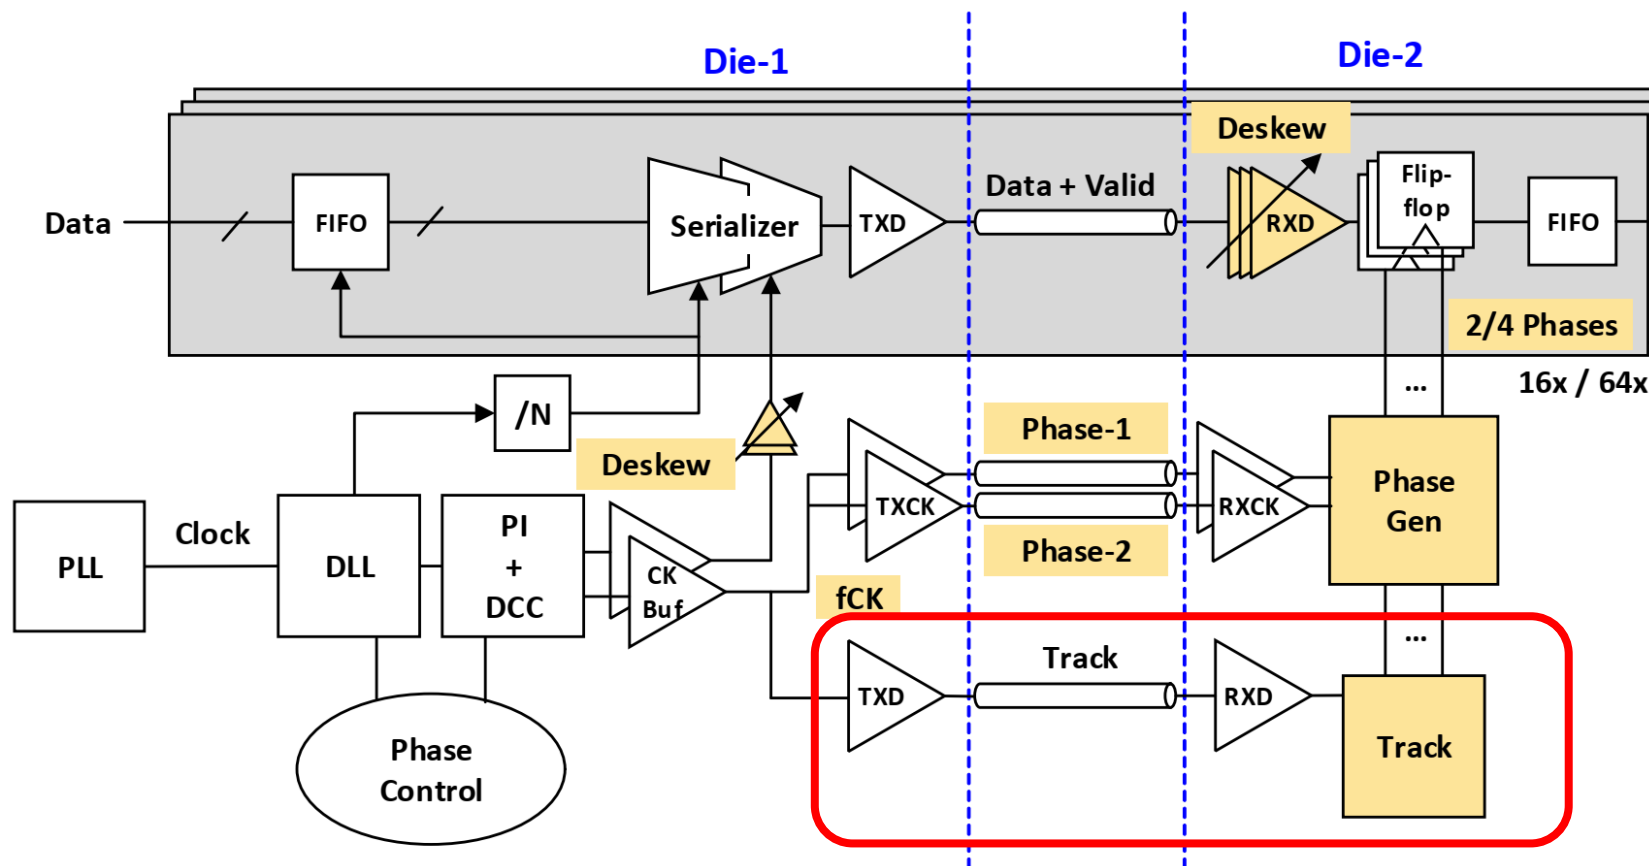 Die-1
Die-2
Deskew
Data
FIFO
Serializer
TXD
Data + Valid
RXD
Flip-
flop
FIFO
2/4 Phases
16x / 64x
...
/N
Deskew
Phase-1
TXCK
RXCK
Phase-2
Phase
Gen
PLL
Clock
DLL
PI
+
DCC
CK
Buf
fCK
...
TXD
Track
RXD
Track
Phase
Control